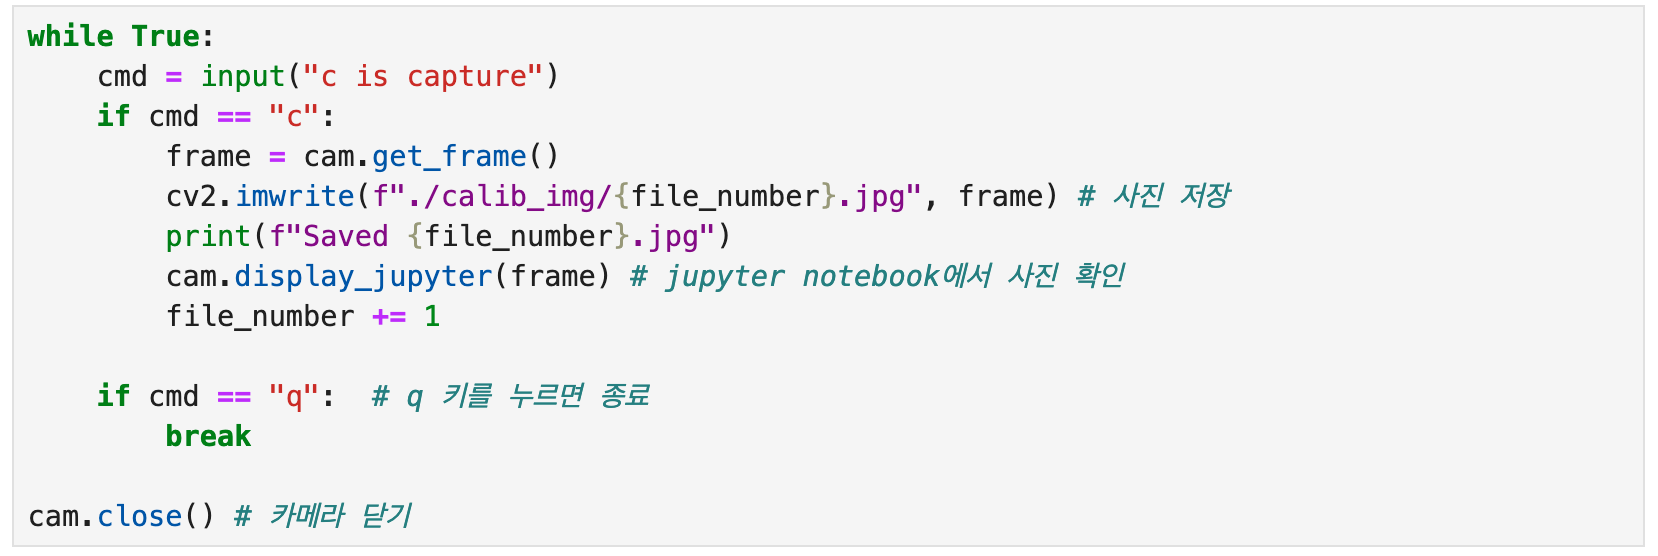 while True:
    cmd = input("c is capture")
    if cmd == "c":
        frame = cam.get_frame()
        cv2.imwrite(f"./calib_img/{file_number}.jpg", frame) # 사진 저장
        print(f"Saved {file_number}.jpg")
        cam.display_jupyter(frame) # jupyter notebook에서 사진 확인
        file_number += 1
    if cmd == "q":  # q 키를 누르면 종료
        break
cam.close() # 카메라 닫기